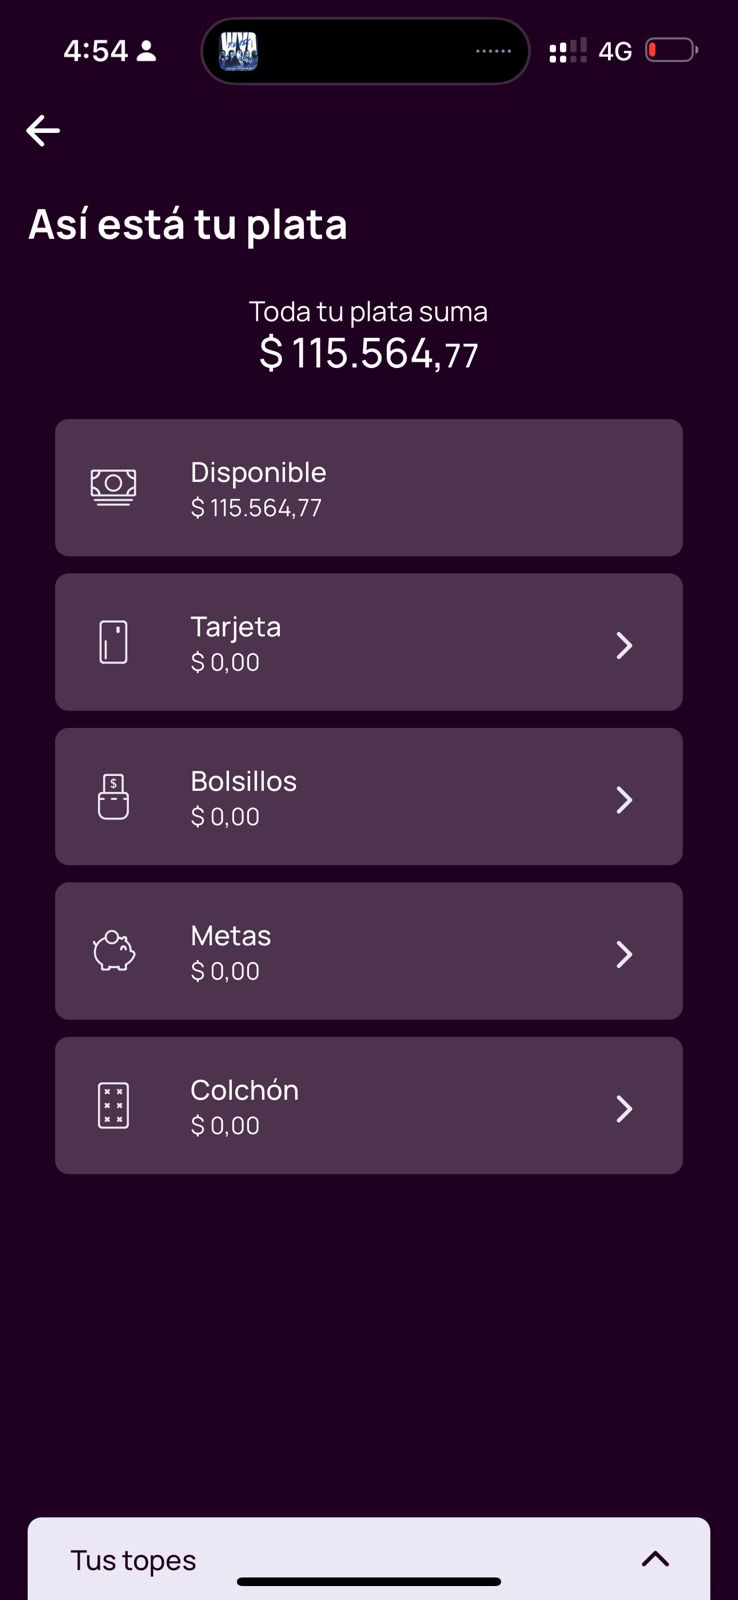 4:54
4G
Así está tu plata
Toda tu plata suma
$ 115.564,77
Disponible
$ 115.564,77
Tarjeta
$ 0,00
$
Bolsillos
$ 0,00
Metas
$ 0,00
Colchón
$ 0,00
Tus topes